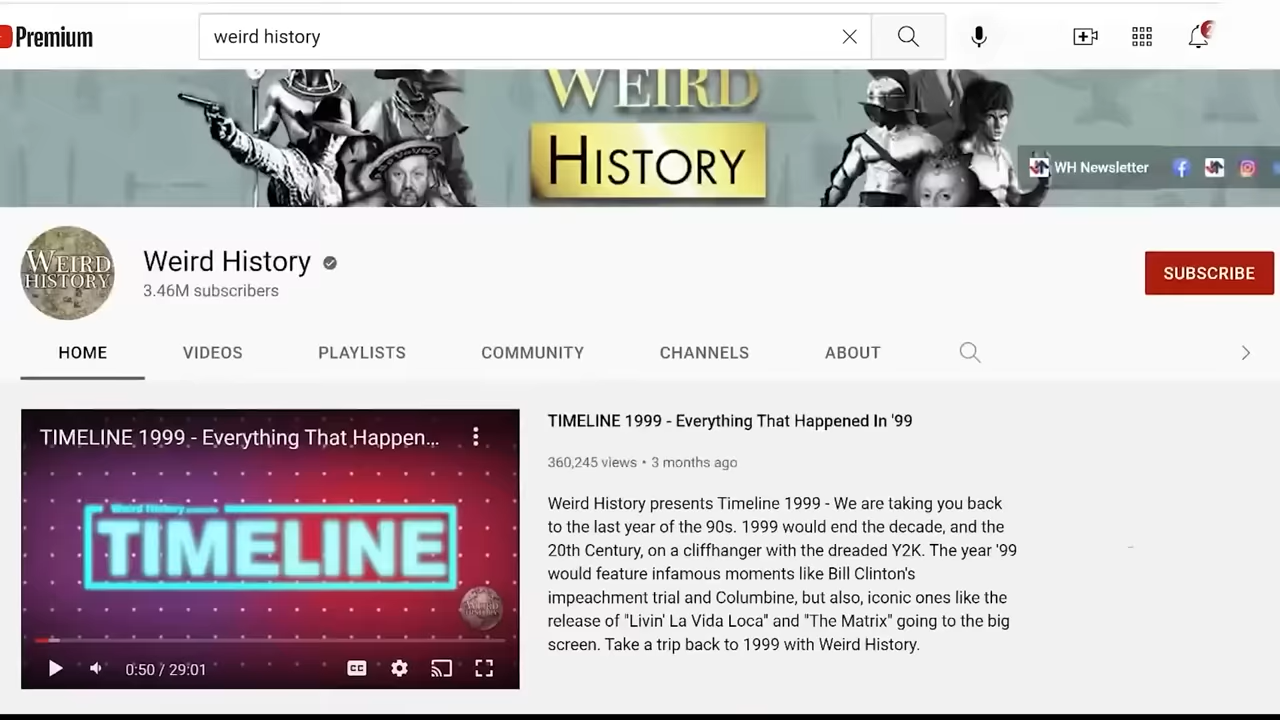 Premium
weird history
WEIRD
HISTORY
WH Newsletter
WEIRD
HISTORY
Weird History
3.46M subscribers
SUBSCRIBE
HOME
VIDEOS
PLAYLISTS
COMMUNITY
CHANNELS
ABOUT
TIMELINE 1999 - Everything That Happen...
Weird History presents
TIMELINE
WEIRD
HISTORY
0:50 / 29:01
CC
TIMELINE 1999 - Everything That Happened In '99
360,245 views • 3 months ago
Weird History presents Timeline 1999 - We are taking you back
to the last year of the 90s. 1999 would end the decade, and the
20th Century, on a cliffhanger with the dreaded Y2K. The year '99
would feature infamous moments like Bill Clinton's
impeachment trial and Columbine, but also, iconic ones like the
release of "Livin' La Vida Loca" and "The Matrix" going to the big
screen. Take a trip back to 1999 with Weird History.